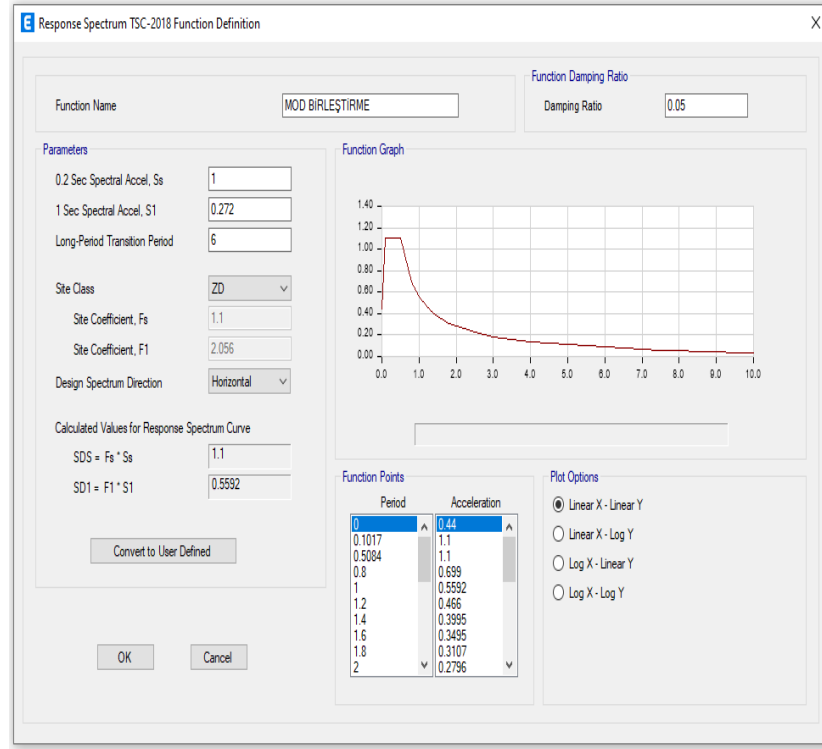 E Response Spectrum TSC-2018 Function Definition X
Function Name MOD BİRLEŞTİRME
Function Damping Ratio
Damping Ratio 0.05
Parameters
0.2 Sec Spectral Accel, Ss 1
1 Sec Spectral Accel, S1 0.272
Long-Period Transition Period 6
Site Class ZD
Site Coefficient, Fs 1.1
Site Coefficient, F1 2.056
Design Spectrum Direction Horizontal
Calculated Values for Response Spectrum Curve
SDS = Fs * Ss 1.1
SD1 = F1 * S1 0.5592
Convert to User Defined
OK Cancel
Function Graph
1.40
1.20
1.00
0.80
0.60
0.40
0.20
0.00
0.0 1.0 2.0 3.0 4.0 5.0 6.0 7.0 8.0 9.0 10.0
Function Points
Period Acceleration
0 0.44
0.1017 1.1
0.5084 1.1
0.8 0.699
1 0.5592
1.2 0.466
1.4 0.3995
1.6 0.3495
1.8 0.3107
2 0.2796
Plot Options
Linear X - Linear Y
Linear X - Log Y
Log X - Linear Y
Log X - Log Y